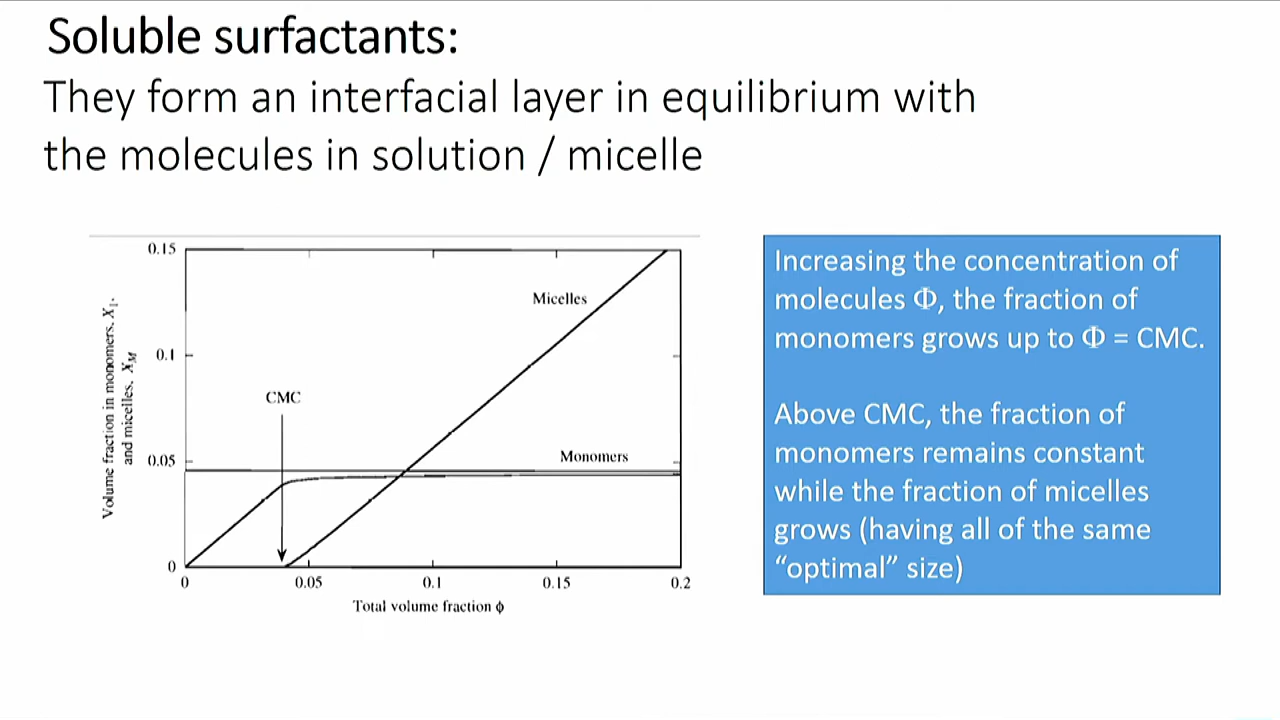 Soluble surfactants:
They form an interfacial layer in equilibrium with
the molecules in solution / micelle
Volume fraction in monomers, X₁,
and micelles, X_M
0.15
0.1
0.05
0
CMC
Micelles
Monomers
0
0.05
0.1
0.15
0.2
Total volume fraction ϕ
Increasing the concentration of
molecules Φ, the fraction of
monomers grows up to Φ = CMC.
Above CMC, the fraction of
monomers remains constant
while the fraction of micelles
grows (having all of the same
“optimal” size)